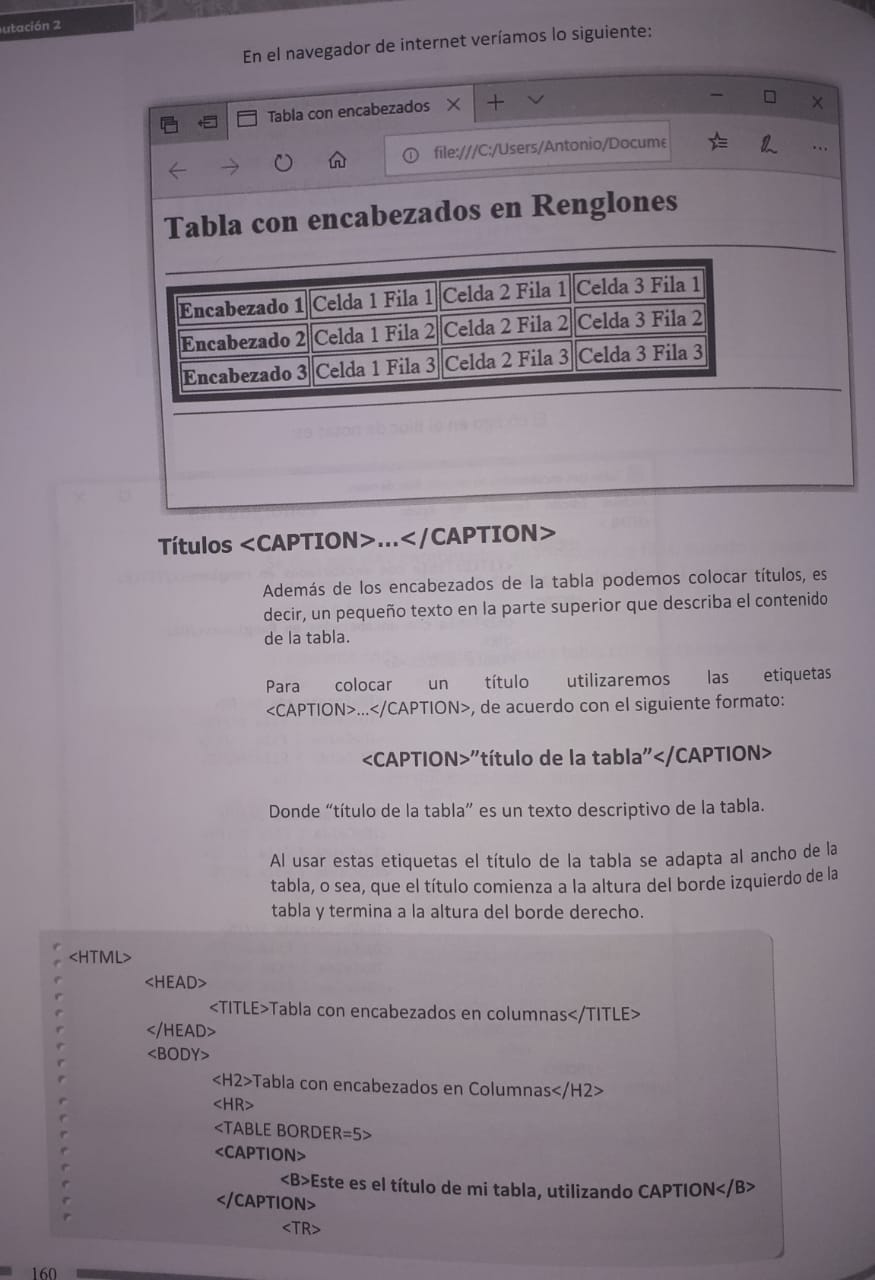 utación 2
En el navegador de internet veríamos lo siguiente:
Tabla con encabezados
file:///C:/Users/Antonio/Docume
Tabla con encabezados en Renglones
Encabezado 1 Celda 1 Fila 1 Celda 2 Fila 1 Celda 3 Fila 1
Encabezado 2 Celda 1 Fila 2 Celda 2 Fila 2 Celda 3 Fila 2
Encabezado 3 Celda 1 Fila 3 Celda 2 Fila 3 Celda 3 Fila 3
Títulos <CAPTION>...</CAPTION>
Además de los encabezados de la tabla podemos colocar títulos, es
decir, un pequeño texto en la parte superior que describa el contenido
de la tabla.
Para colocar un título utilizaremos las etiquetas
<CAPTION>...</CAPTION>, de acuerdo con el siguiente formato:
<CAPTION>”título de la tabla”</CAPTION>
Donde “título de la tabla” es un texto descriptivo de la tabla.
Al usar estas etiquetas el título de la tabla se adapta al ancho de la
tabla, o sea, que el título comienza a la altura del borde izquierdo de la
tabla y termina a la altura del borde derecho.
<HTML>
<HEAD>
<TITLE>Tabla con encabezados en columnas</TITLE>
</HEAD>
<BODY>
<H2>Tabla con encabezados en Columnas</H2>
<HR>
<TABLE BORDER=5>
<CAPTION>
<B>Este es el título de mi tabla, utilizando CAPTION</B>
</CAPTION>
<TR>
160